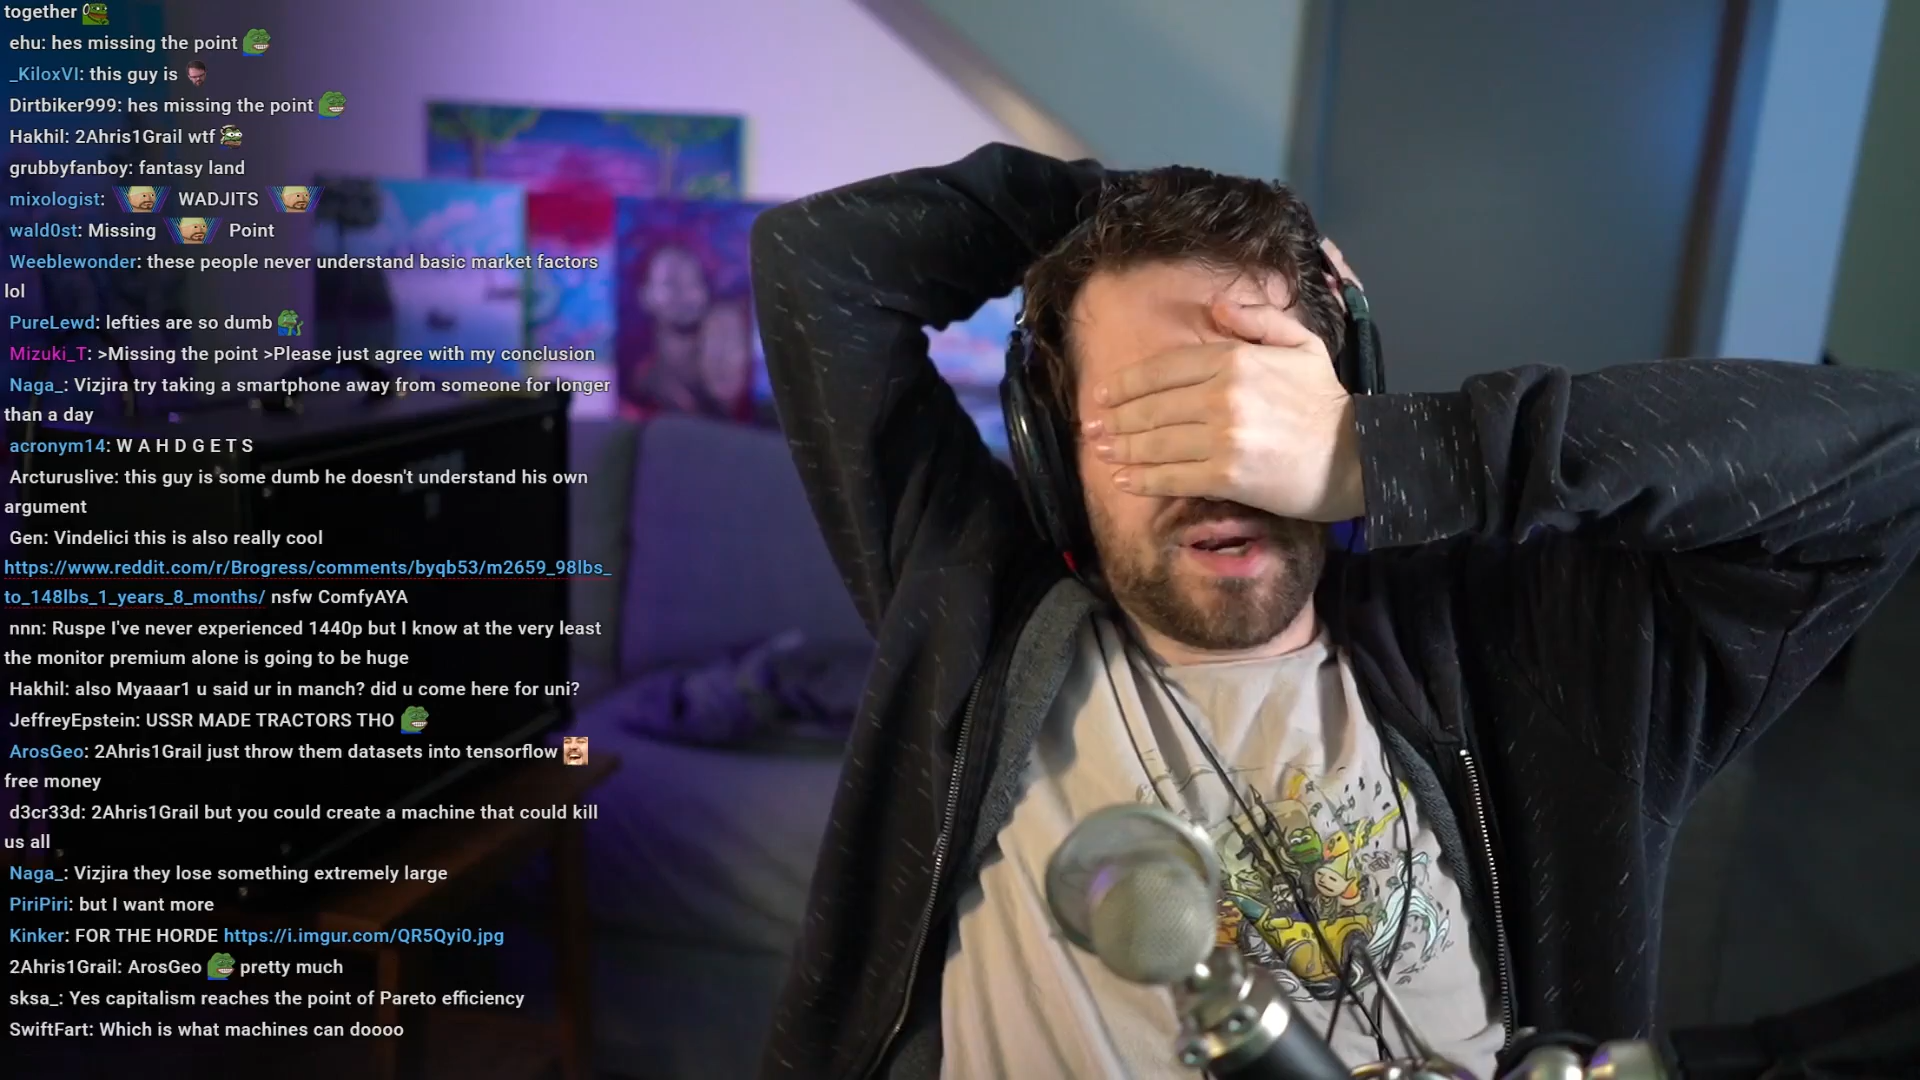 together
ehu: hes missing the point
_KiloxVI: this guy is
Dirtbiker999: hes missing the point
Hakhil: 2Ahris1Grail wtf
grubbyfanboy: fantasy land
mixologist: WADJITS
wald0st: Missing Point
Weeblewonder: these people never understand basic market factors
lol
PureLewd: lefties are so dumb
Mizuki_T: >Missing the point >Please just agree with my conclusion
Naga_: Vizjira try taking a smartphone away from someone for longer
than a day
acronym14: W A H D G E T S
Arcturuslive: this guy is some dumb he doesn't understand his own
argument
Gen: Vindelici this is also really cool
https://www.reddit.com/r/Brogress/comments/byqb53/m2659_98lbs_
to_148lbs_1_years_8_months/ nsfw ComfyAYA
nnn: Ruspe I've never experienced 1440p but I know at the very least
the monitor premium alone is going to be huge
Hakhil: also Myaaar1 u said ur in manch? did u come here for uni?
JeffreyEpstein: USSR MADE TRACTORS THO
ArosGeo: 2Ahris1Grail just throw them datasets into tensorflow
free money
d3cr33d: 2Ahris1Grail but you could create a machine that could kill
us all
Naga_: Vizjira they lose something extremely large
PiriPiri: but I want more
Kinker: FOR THE HORDE https://i.imgur.com/QR5Qyi0.jpg
2Ahris1Grail: ArosGeo pretty much
sksa_: Yes capitalism reaches the point of Pareto efficiency
SwiftFart: Which is what machines can doooo